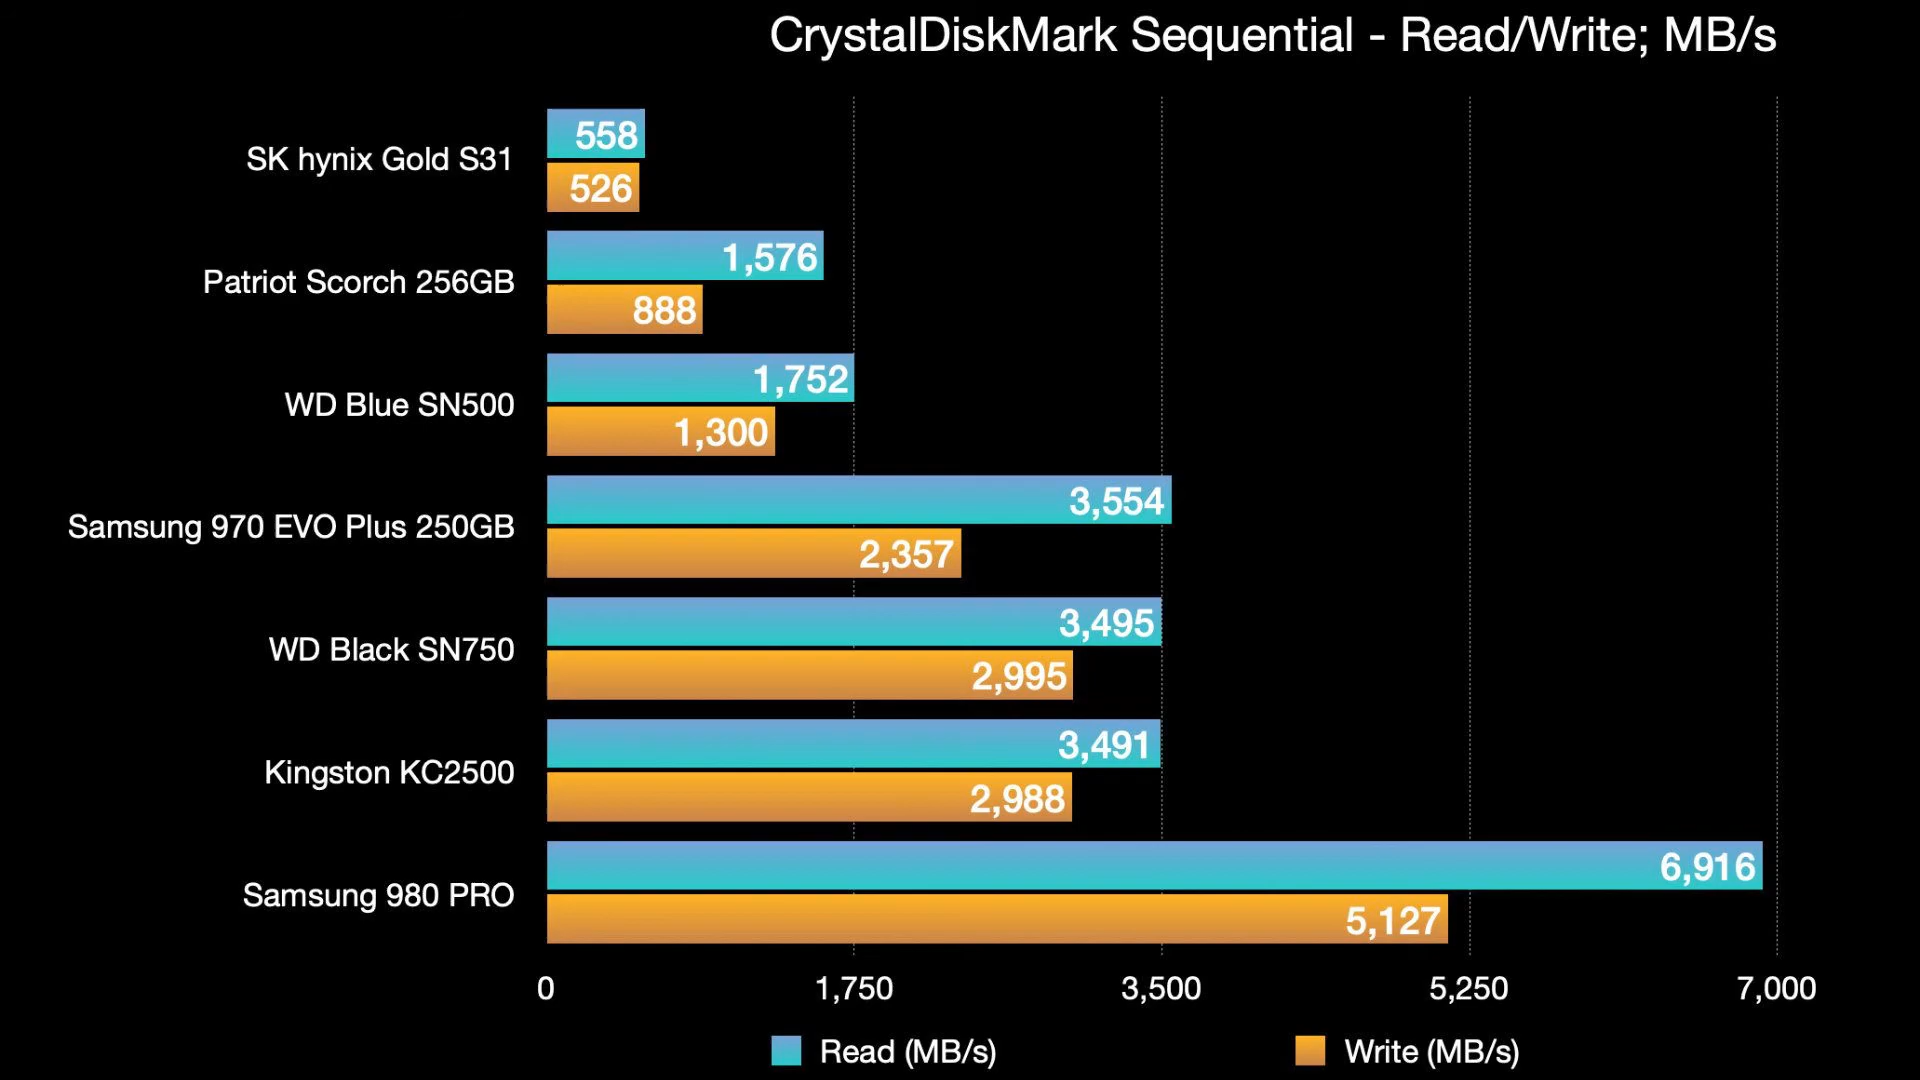 CrystalDiskMark Sequential - Read/Write; MB/s
SK hynix Gold S31
558
526
Patriot Scorch 256GB
1,576
888
WD Blue SN500
1,752
1,300
Samsung 970 EVO Plus 250GB
3,554
2,357
WD Black SN750
3,495
2,995
Kingston KC2500
3,491
2,988
Samsung 980 PRO
6,916
5,127
0 1,750 3,500 5,250 7,000
Read (MB/s) Write (MB/s)